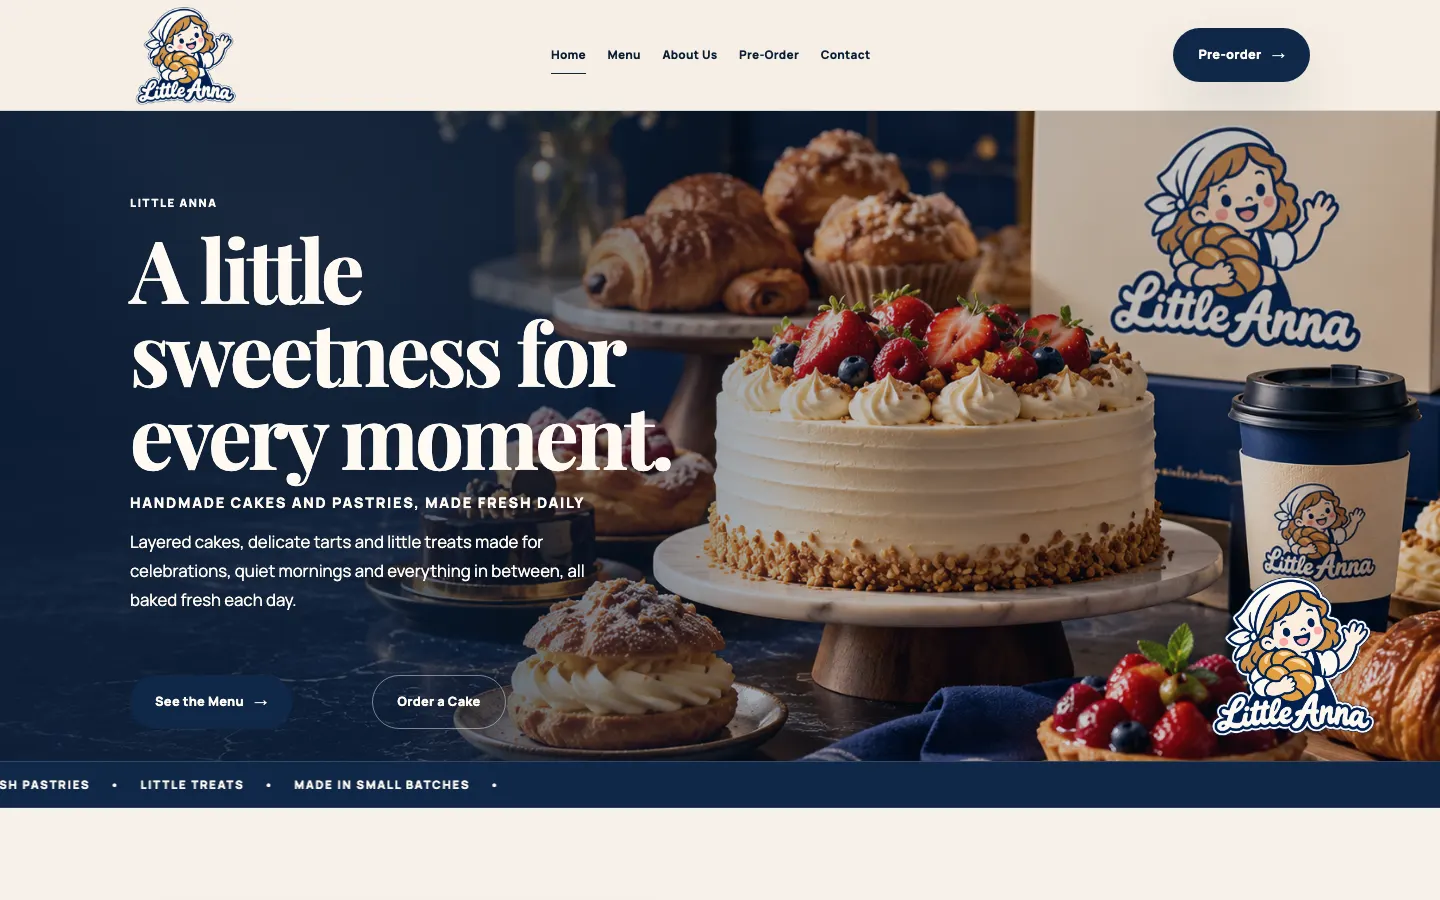 Little Anna
Home
Menu
About Us
Pre-Order
Contact
Pre-order →
LITTLE ANNA
A little
sweetness for
every moment.
HANDMADE CAKES AND PASTRIES, MADE FRESH DAILY
Layered cakes, delicate tarts and little treats made for
celebrations, quiet mornings and everything in between, all
baked fresh each day.
See the Menu →
Order a Cake
Little Anna
Little Anna
Little Anna
SH PASTRIES • LITTLE TREATS • MADE IN SMALL BATCHES •